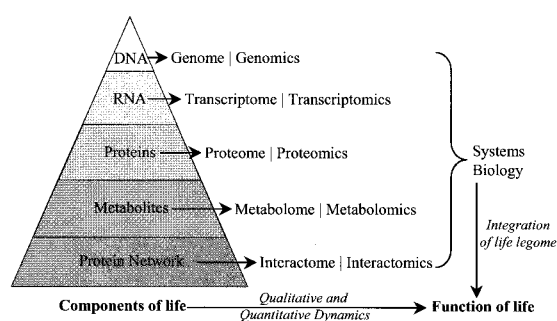 DNA Genome | Genomics
RNA Transcriptome | Transcriptomics
Proteins Proteome | Proteomics
Metabolites Metabolome | Metabolomics
Protein Network Interactome | Interactomics
Systems
Biology
Integration
of life legome
Components of life Qualitative and
Quantitative Dynamics Function of life